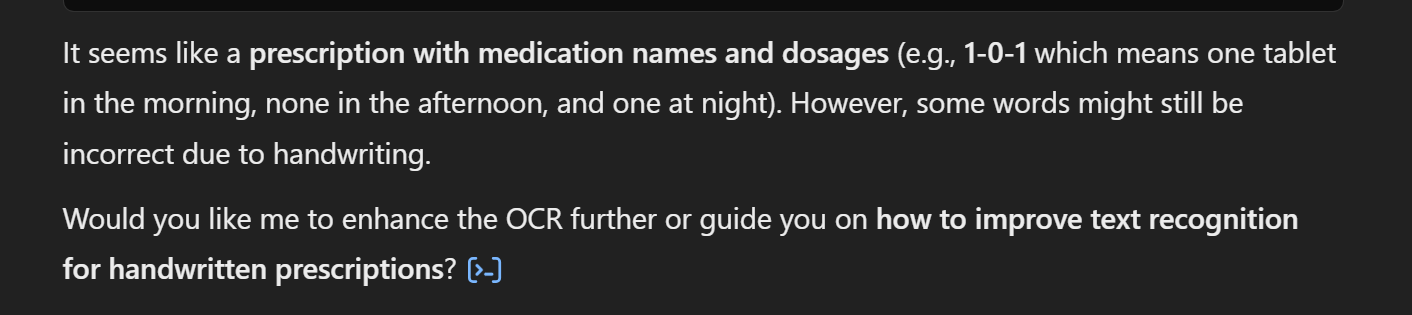 It seems like a prescription with medication names and dosages (e.g., 1-0-1 which means one tablet
in the morning, none in the afternoon, and one at night). However, some words might still be
incorrect due to handwriting.
Would you like me to enhance the OCR further or guide you on how to improve text recognition
for handwritten prescriptions? [>_]